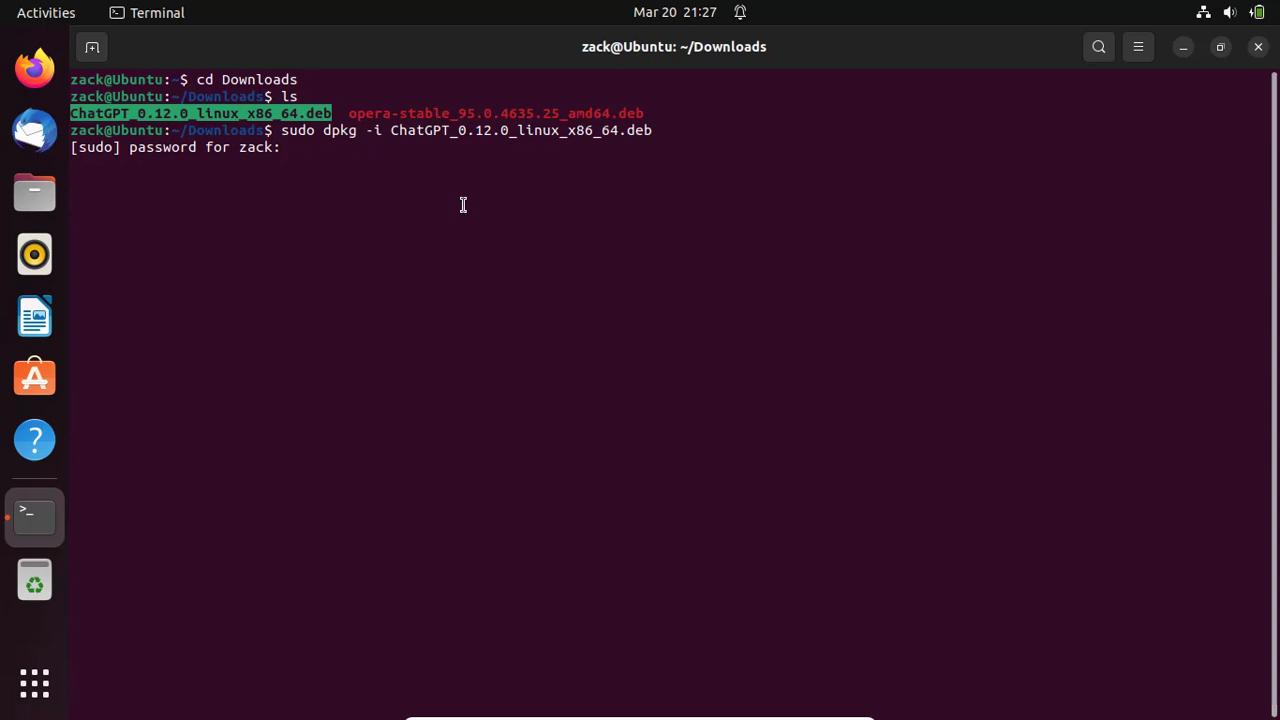 Activities Terminal Mar 20 21:27
zack@Ubuntu: ~/Downloads
zack@Ubuntu:~$ cd Downloads
zack@Ubuntu:~/Downloads$ ls
ChatGPT_0.12.0_linux_x86_64.deb opera-stable_95.0.4635.25_amd64.deb
zack@Ubuntu:~/Downloads$ sudo dpkg -i ChatGPT_0.12.0_linux_x86_64.deb
[sudo] password for zack: